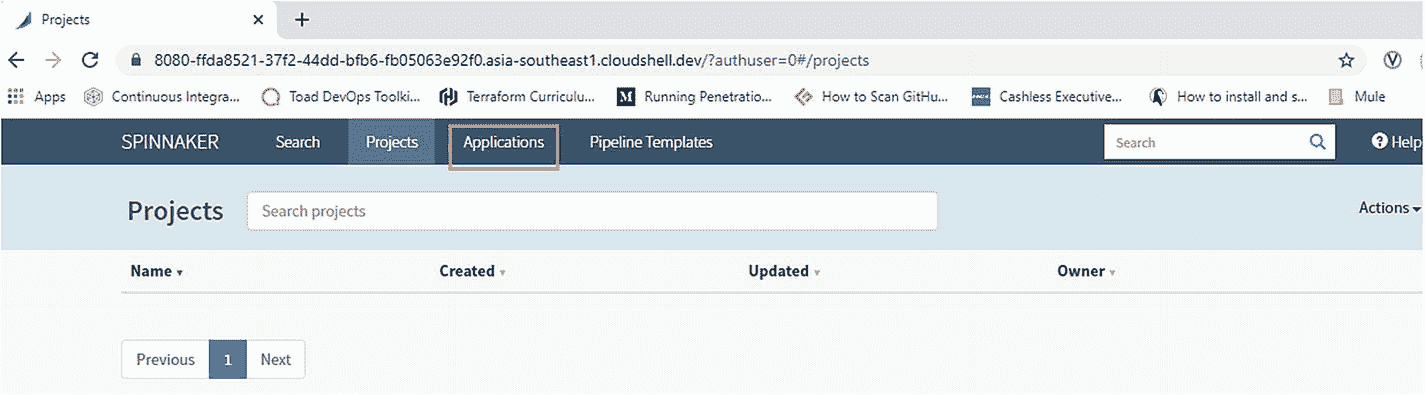 Projects
8080-ffda8521-37f2-44dd-bfb6-fb05063e92f0.asia-southeast1.cloudshell.dev/?authuser=0#/projects
Apps Continuous Integra... Toad DevOps Toolki... Terraform Curriculu... Running Penetratio... How to Scan GitHu... Cashless Executive... How to install and s... Mule
SPINNAKER Search Projects Applications Pipeline Templates Search Help
Projects Search projects Actions
Name Created Updated Owner
Previous 1 Next